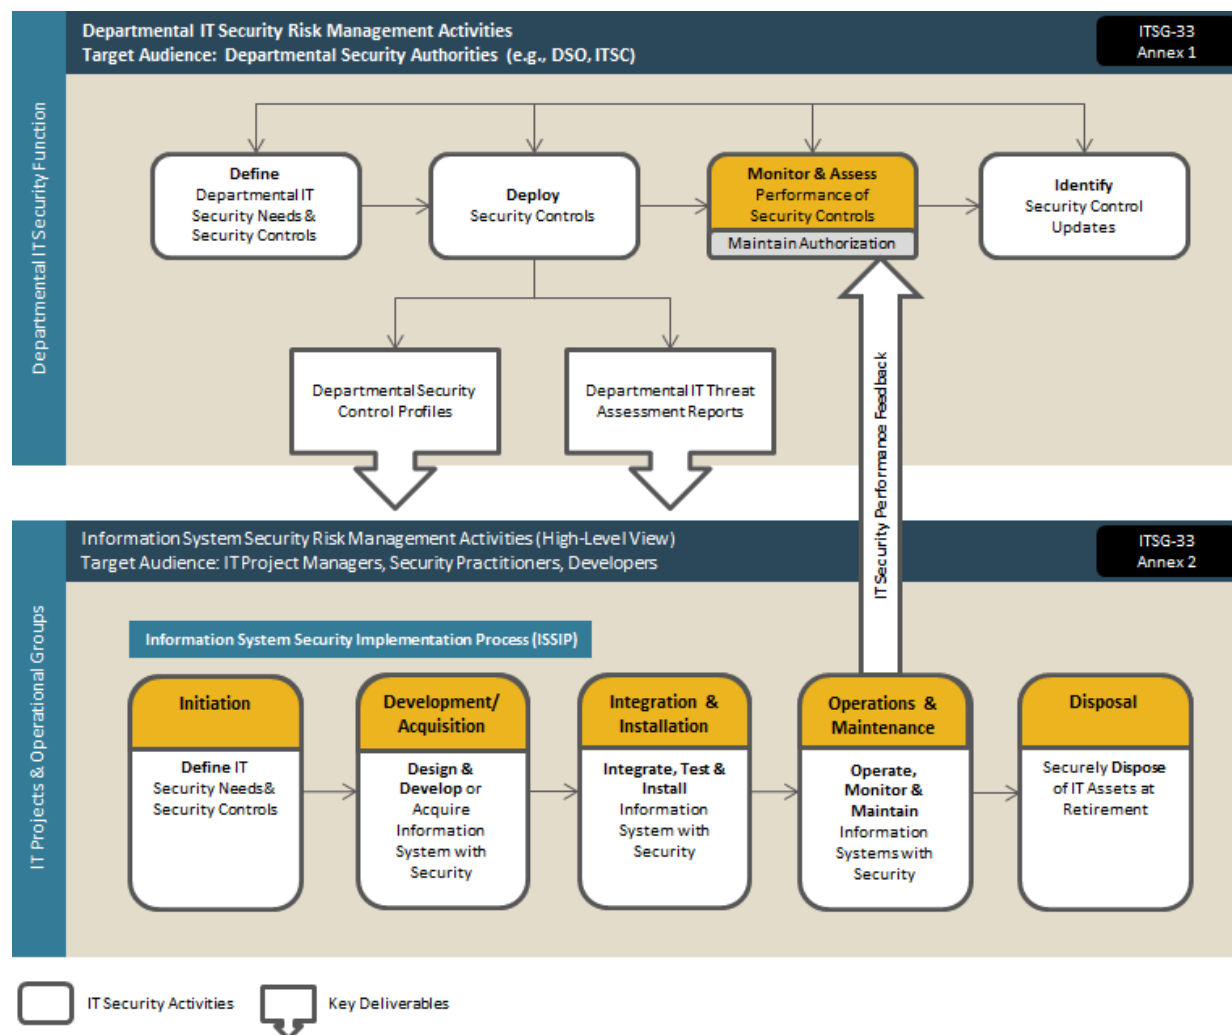 Departmental IT Security Risk Management Activities
Target Audience: Departmental Security Authorities (e.g., DSO, ITSC)
ITSG-33
Annex 1
Departmental IT Security Function
Define
Departmental IT
Security Needs &
Security Controls
Deploy
Security Controls
Monitor & Assess
Performance of
Security Controls
Maintain Authorization
Identify
Security Control
Updates
Departmental Security
Control Profiles
Departmental IT Threat
Assessment Reports
IT Security Performance Feedback
Information System Security Risk Management Activities (High-Level View)
Target Audience: IT Project Managers, Security Practitioners, Developers
ITSG-33
Annex 2
IT Projects & Operational Groups
Information System Security Implementation Process (ISSIP)
Initiation
Define IT
Security Needs &
Security Controls
Development/
Acquisition
Design &
Develop or
Acquire
Information
System with
Security
Integration &
Installation
Integrate, Test &
Install
Information
System with
Security
Operations &
Maintenance
Operate,
Monitor &
Maintain
Information
Systems with
Security
Disposal
Securely Dispose
of IT Assets at
Retirement
IT Security Activities
Key Deliverables